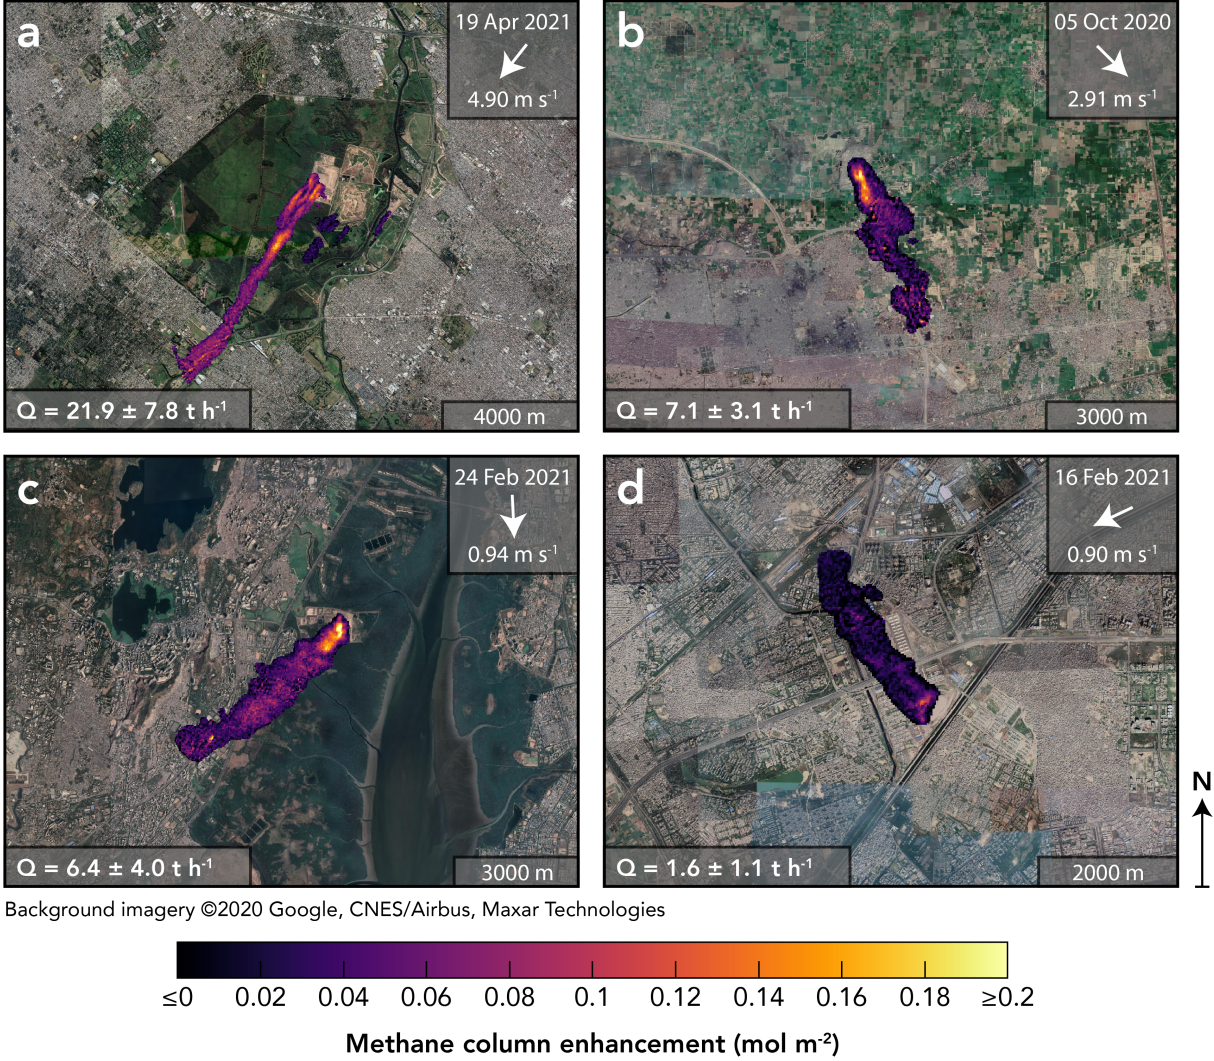 a
19 Apr 2021
4.90 m s-1
Q = 21.9 ± 7.8 t h-1
4000 m
b
05 Oct 2020
2.91 m s-1
Q = 7.1 ± 3.1 t h-1
3000 m
c
24 Feb 2021
0.94 m s-1
Q = 6.4 ± 4.0 t h-1
3000 m
d
16 Feb 2021
0.90 m s-1
Q = 1.6 ± 1.1 t h-1
2000 m
N
Background imagery ©2020 Google, CNES/Airbus, Maxar Technologies
≤0 0.02 0.04 0.06 0.08 0.1 0.12 0.14 0.16 0.18 ≥0.2
Methane column enhancement (mol m-2)